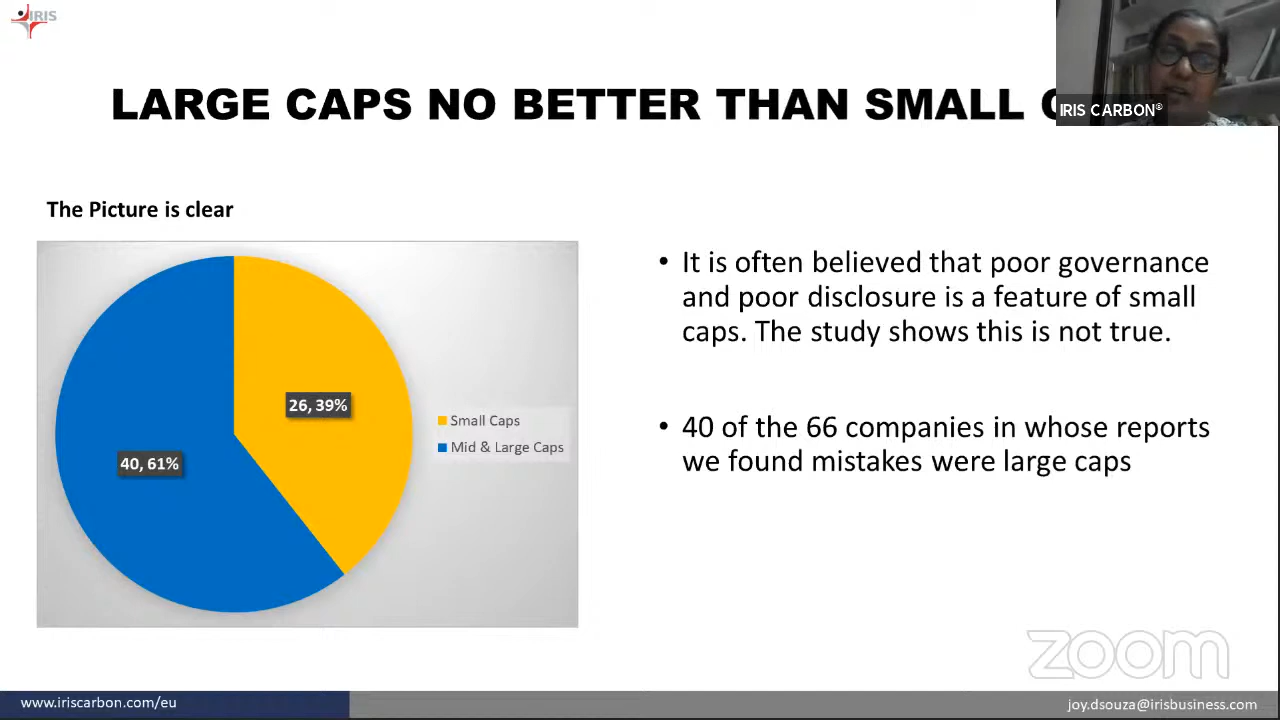 IRIS
LARGE CAPS NO BETTER THAN SMALL
IRIS CARBON®
The Picture is clear
26, 39%
40, 61%
Small Caps
Mid & Large Caps
• It is often believed that poor governance
and poor disclosure is a feature of small
caps. The study shows this is not true.
• 40 of the 66 companies in whose reports
we found mistakes were large caps
zoom
www.iriscarbon.com/eu
joy.dsouza@irisbusiness.com